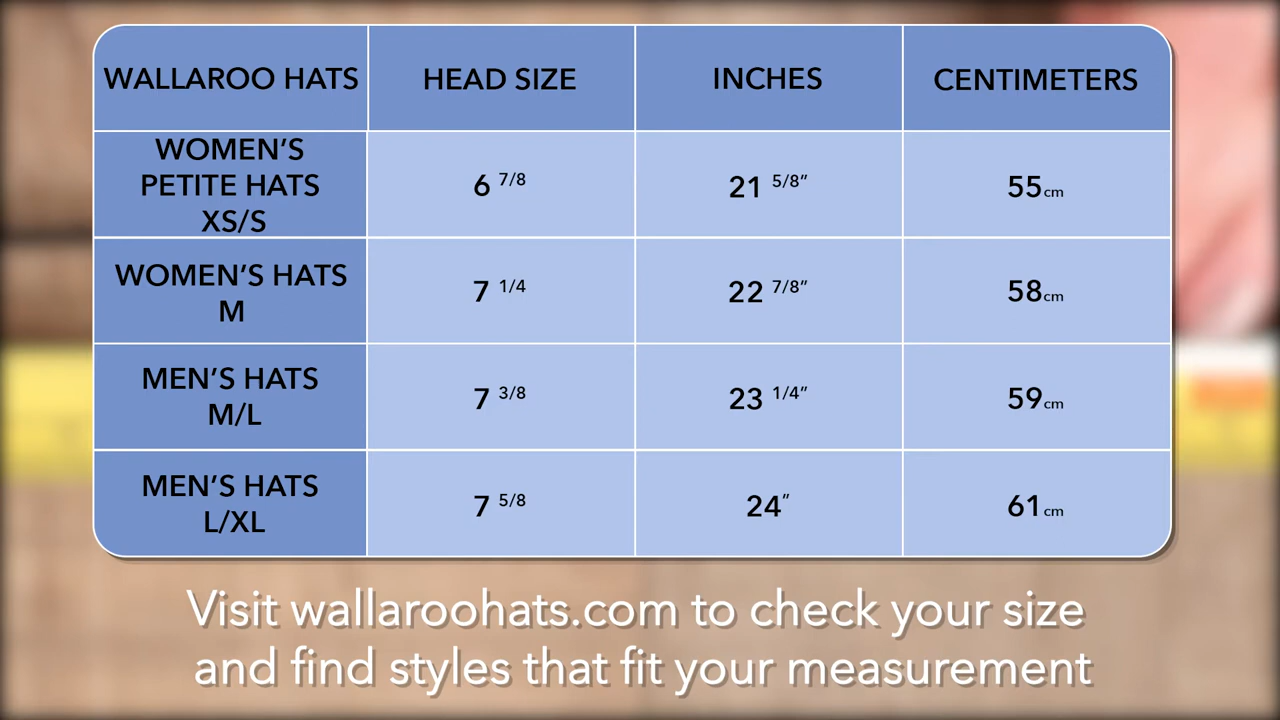 WALLAROO HATS HEAD SIZE INCHES CENTIMETERS
WOMEN'S
PETITE HATS
XS/S
6 7/8 21 5/8" 55cm
WOMEN'S HATS
M
7 1/4 22 7/8" 58cm
MEN'S HATS
M/L
7 3/8 23 1/4" 59cm
MEN'S HATS
L/XL
7 5/8 24" 61cm
Visit wallaroohats.com to check your size
and find styles that fit your measurement